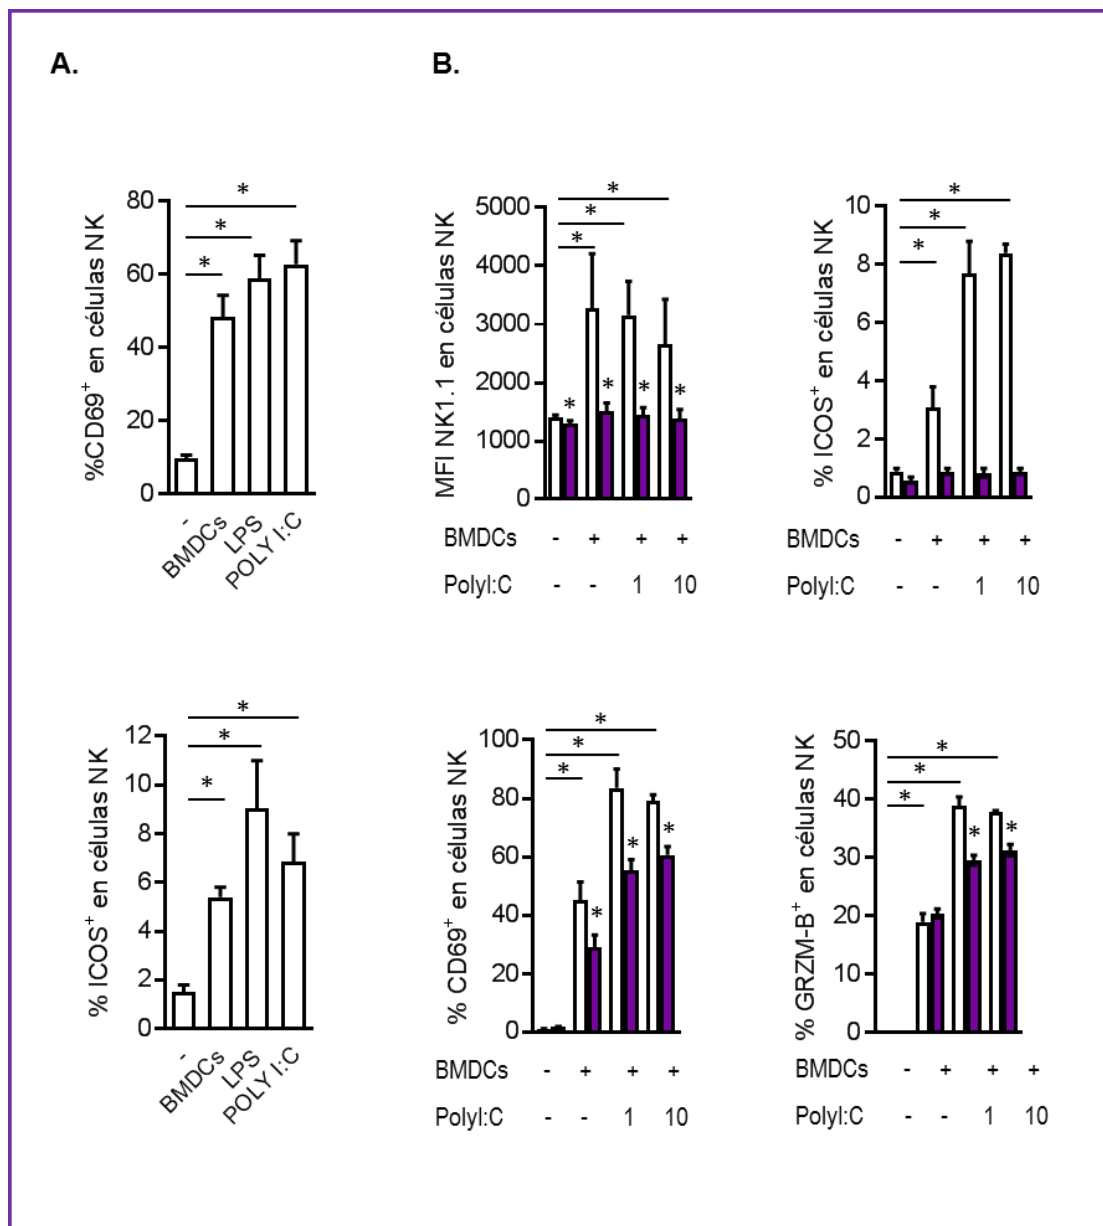 A.
B.
%CD69+ en células NK
80
60
40
20
0
*
*
*
-
BMDCs
LPS
POLY I:C
MFI NK1.1 en células NK
5000
4000
3000
2000
1000
0
*
*
*
* * * *
BMDCs - + + +
PolyI:C - - 1 10
% ICOS+ en células NK
10
8
6
4
2
0
*
*
*
BMDCs - + + +
PolyI:C - - 1 10
% ICOS+ en células NK
12
10
8
6
4
2
0
*
*
*
-
BMDCs
LPS
POLY I:C
% CD69+ en células NK
100
80
60
40
20
0
*
*
*
* * *
BMDCs - + + +
PolyI:C - - 1 10
% GRZM-B+ en células NK
50
40
30
20
10
0
*
*
*
* *
BMDCs - + + +
PolyI:C - - 1 10